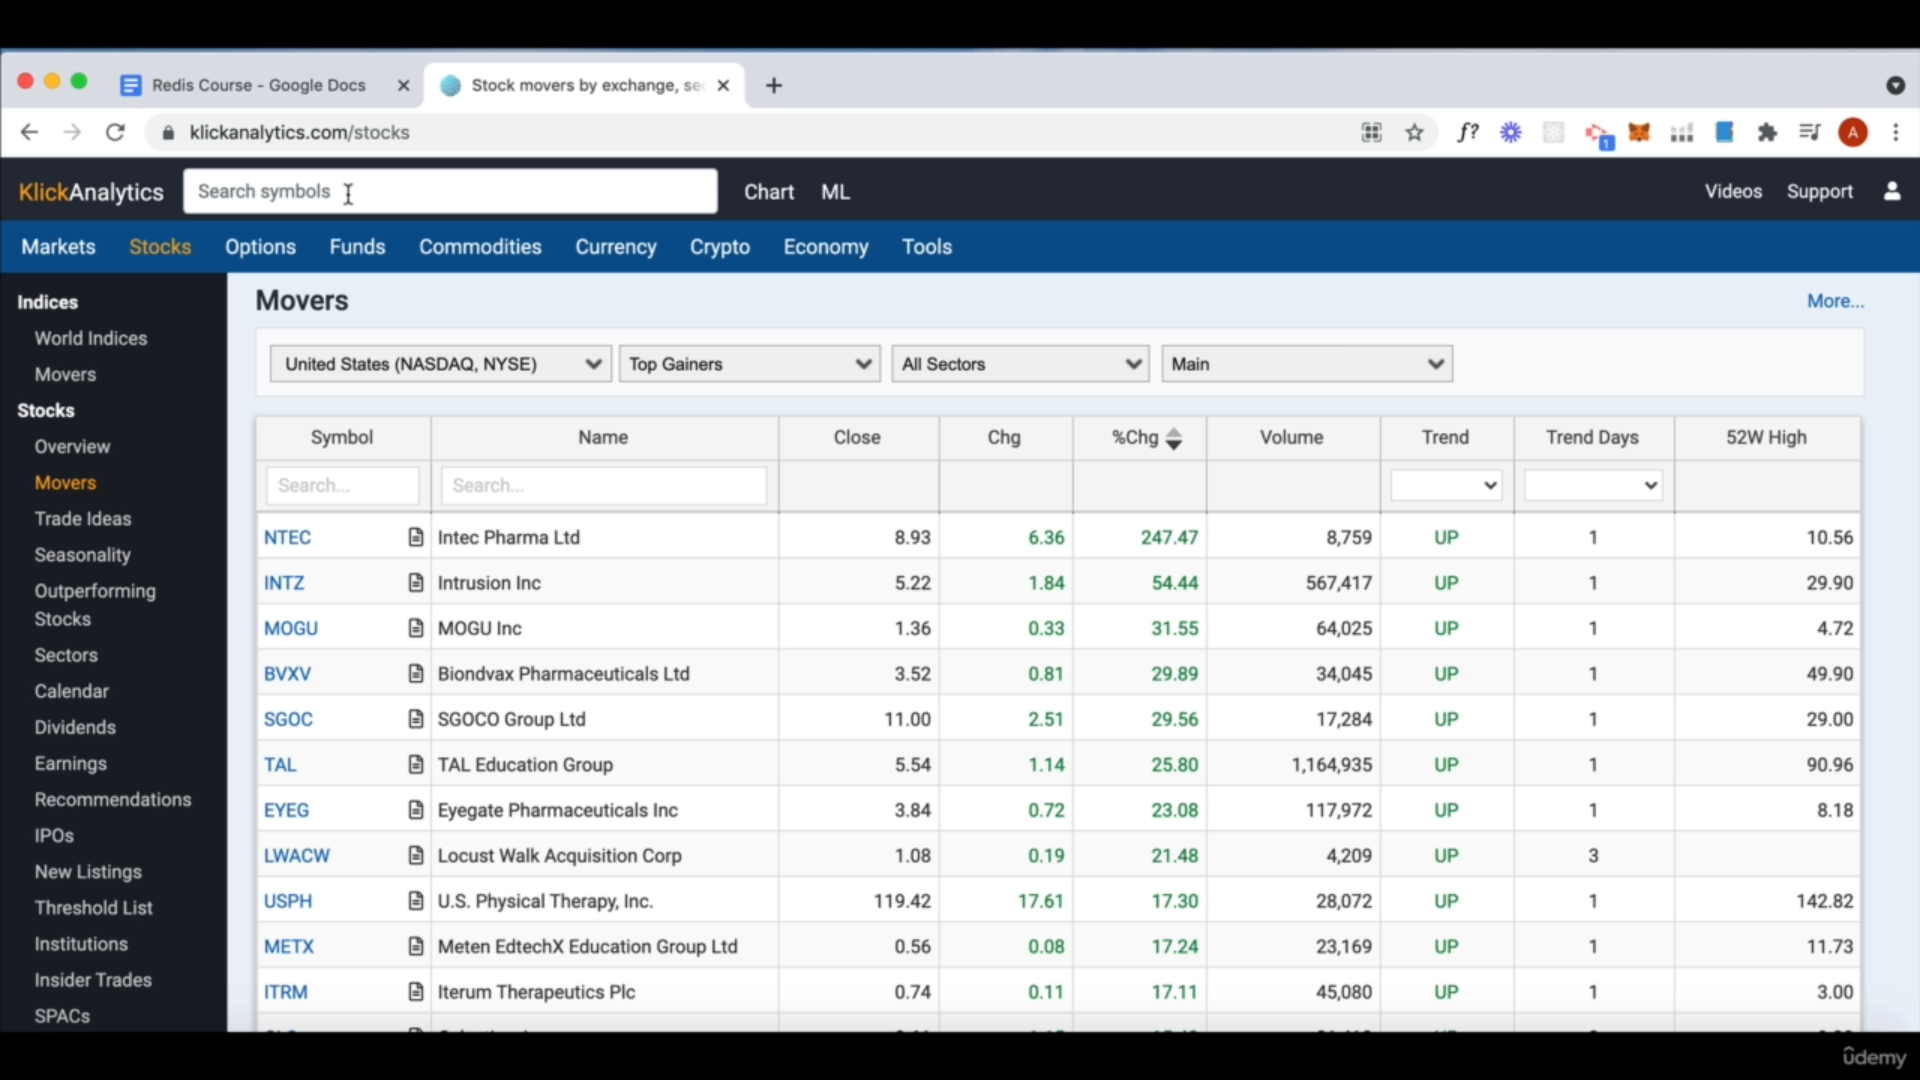 Redis Course - Google Docs
Stock movers by exchange, se
klickanalytics.com/stocks
f?
1
A
KlickAnalytics
Search symbols
Chart
ML
Videos
Support
Markets
Stocks
Options
Funds
Commodities
Currency
Crypto
Economy
Tools
Indices
World Indices
Movers
Stocks
Overview
Movers
Trade Ideas
Seasonality
Outperforming
Stocks
Sectors
Calendar
Dividends
Earnings
Recommendations
IPOs
New Listings
Threshold List
Institutions
Insider Trades
SPACs
Movers
More...
United States (NASDAQ, NYSE)
Top Gainers
All Sectors
Main
Symbol Name Close Chg %Chg Volume Trend Trend Days 52W High
Search... Search...
NTEC Intec Pharma Ltd 8.93 6.36 247.47 8,759 UP 1 10.56
INTZ Intrusion Inc 5.22 1.84 54.44 567,417 UP 1 29.90
MOGU MOGU Inc 1.36 0.33 31.55 64,025 UP 1 4.72
BVXV Biondvax Pharmaceuticals Ltd 3.52 0.81 29.89 34,045 UP 1 49.90
SGOC SGOCO Group Ltd 11.00 2.51 29.56 17,284 UP 1 29.00
TAL TAL Education Group 5.54 1.14 25.80 1,164,935 UP 1 90.96
EYEG Eyegate Pharmaceuticals Inc 3.84 0.72 23.08 117,972 UP 1 8.18
LWACW Locust Walk Acquisition Corp 1.08 0.19 21.48 4,209 UP 3
USPH U.S. Physical Therapy, Inc. 119.42 17.61 17.30 28,072 UP 1 142.82
METX Meten EdtechX Education Group Ltd 0.56 0.08 17.24 23,169 UP 1 11.73
ITRM Iterum Therapeutics Plc 0.74 0.11 17.11 45,080 UP 1 3.00
ûdemy